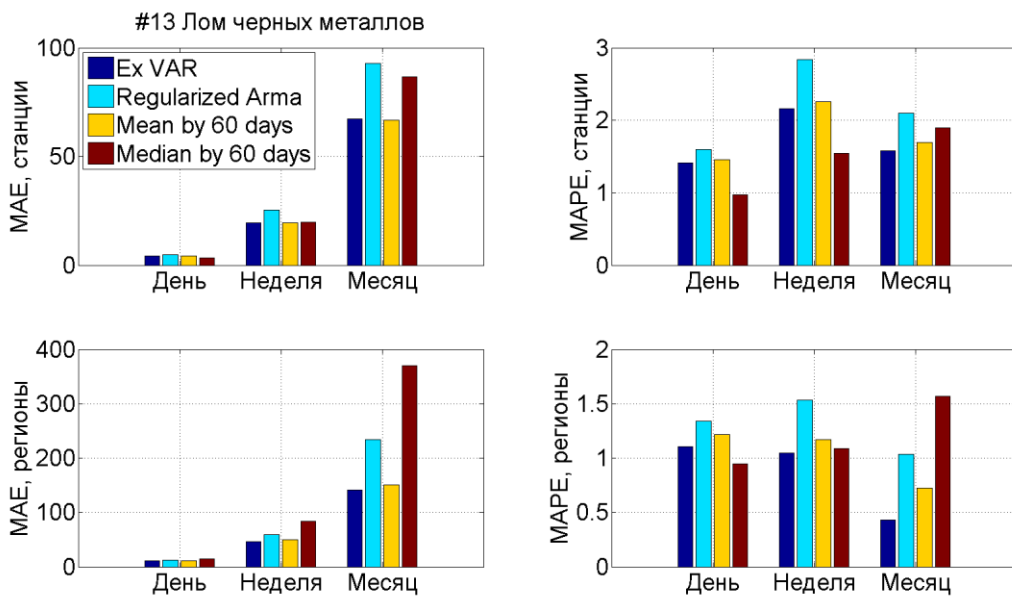 #13 Лом черных металлов
MAE, станции
100
50
0
Ex VAR
Regularized Arma
Mean by 60 days
Median by 60 days
День Неделя Месяц
MAPE, станции
3
2
1
0
День Неделя Месяц
MAE, регионы
400
300
200
100
0
День Неделя Месяц
MAPE, регионы
2
1.5
1
0.5
0
День Неделя Месяц